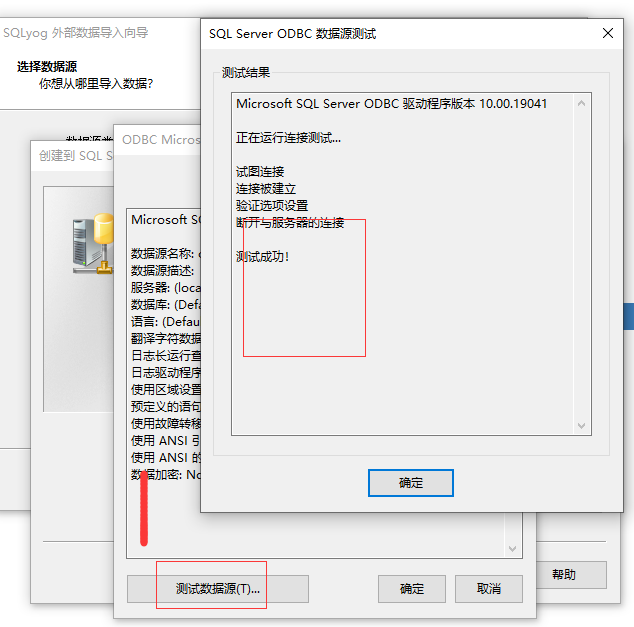 SQLyog 外部数据导入向导
选择数据源
你想从哪里导入数据?
创建到 SQL S
ODBC Micros
Microsoft SQ
数据源名称:
数据源描述:
服务器: (loca
数据库: (Defa
语言: (Defau
翻译字符数据
日志长运行查
日志驱动程序
使用区域设置
预定义的语句
使用故障转移
使用 ANSI 引
使用 ANSI 的
数据加密: No
测试数据源(T)...
确定
取消
帮助
SQL Server ODBC 数据源测试
测试结果
Microsoft SQL Server ODBC 驱动程序版本 10.00.19041
正在运行连接测试...
试图连接
连接被建立
验证选项设置
断开与服务器的连接
测试成功!
确定